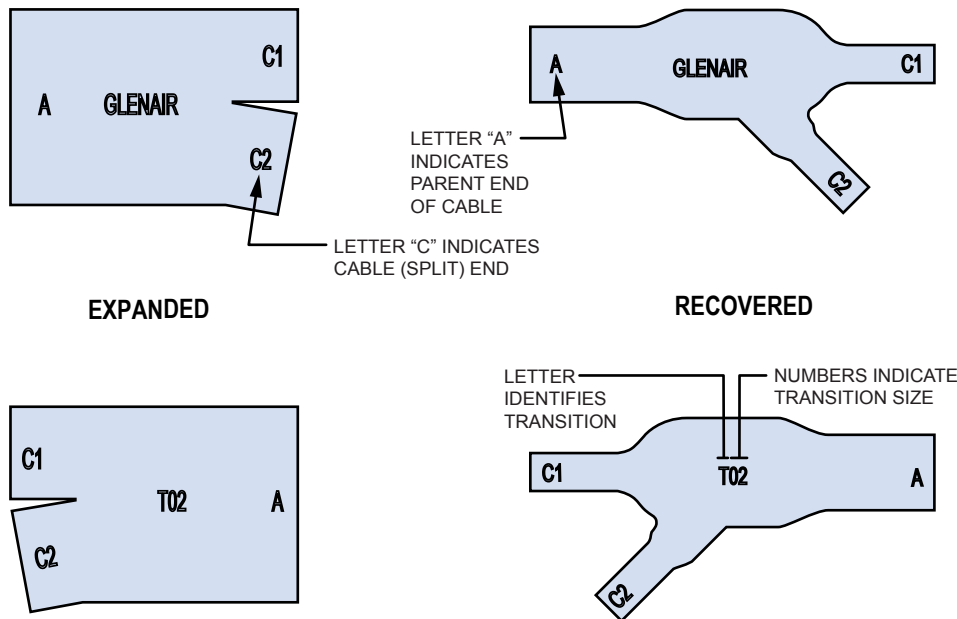 A
GLENAIR
C1
C2
LETTER “C” INDICATES
CABLE (SPLIT) END
A
GLENAIR
C1
C2
LETTER “A”
INDICATES
PARENT END
OF CABLE
EXPANDED
RECOVERED
C1
T02
A
C2
LETTER
IDENTIFIES
TRANSITION
NUMBERS INDICATE
TRANSITION SIZE
C1
T02
A
C2